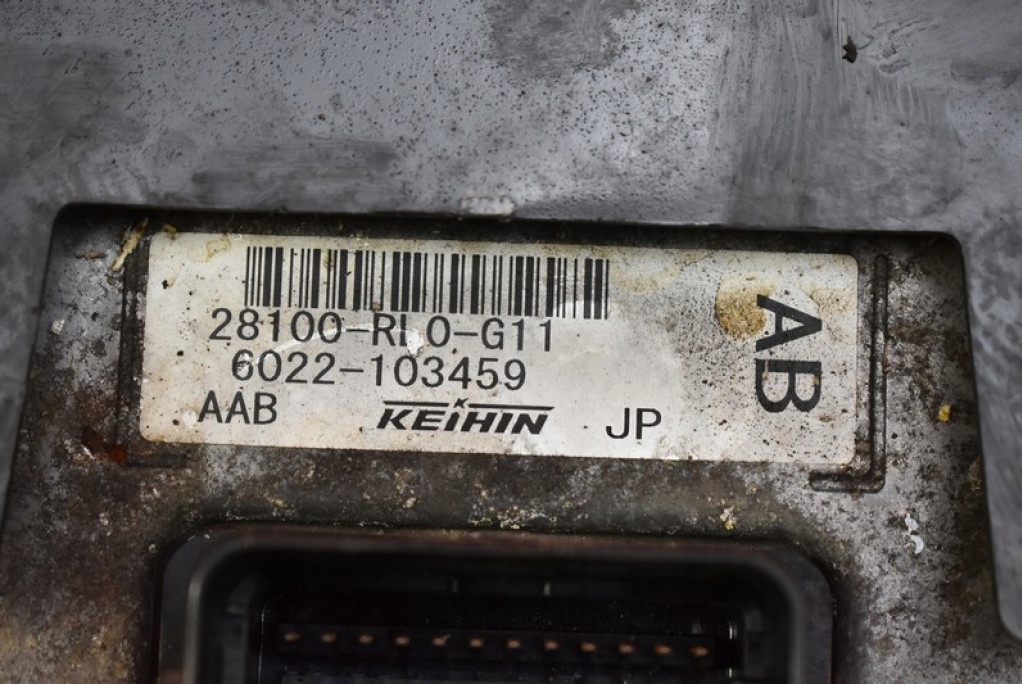 28100-RL0-G11
6022-103459
AAB KEIHIN JP
AB